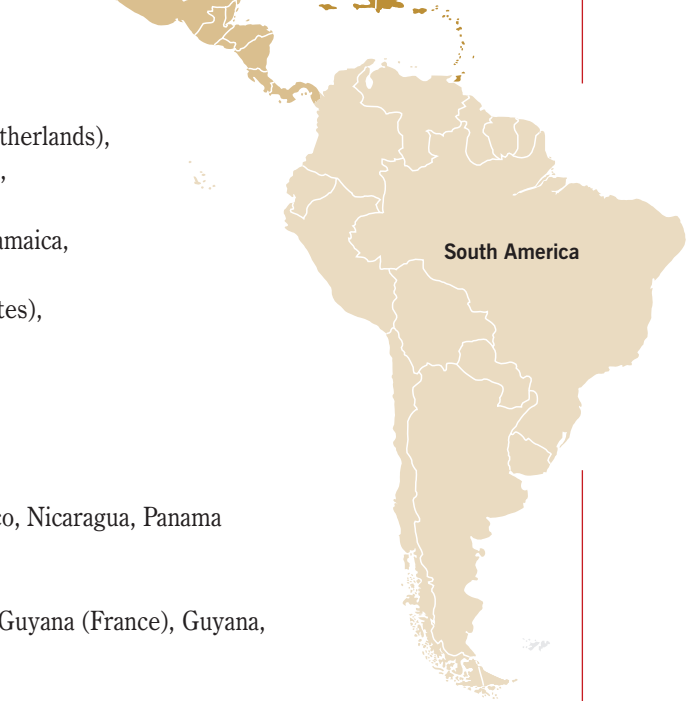 therlands),
,
amaica,
South America
tes),
co, Nicaragua, Panama
Guyana (France), Guyana,